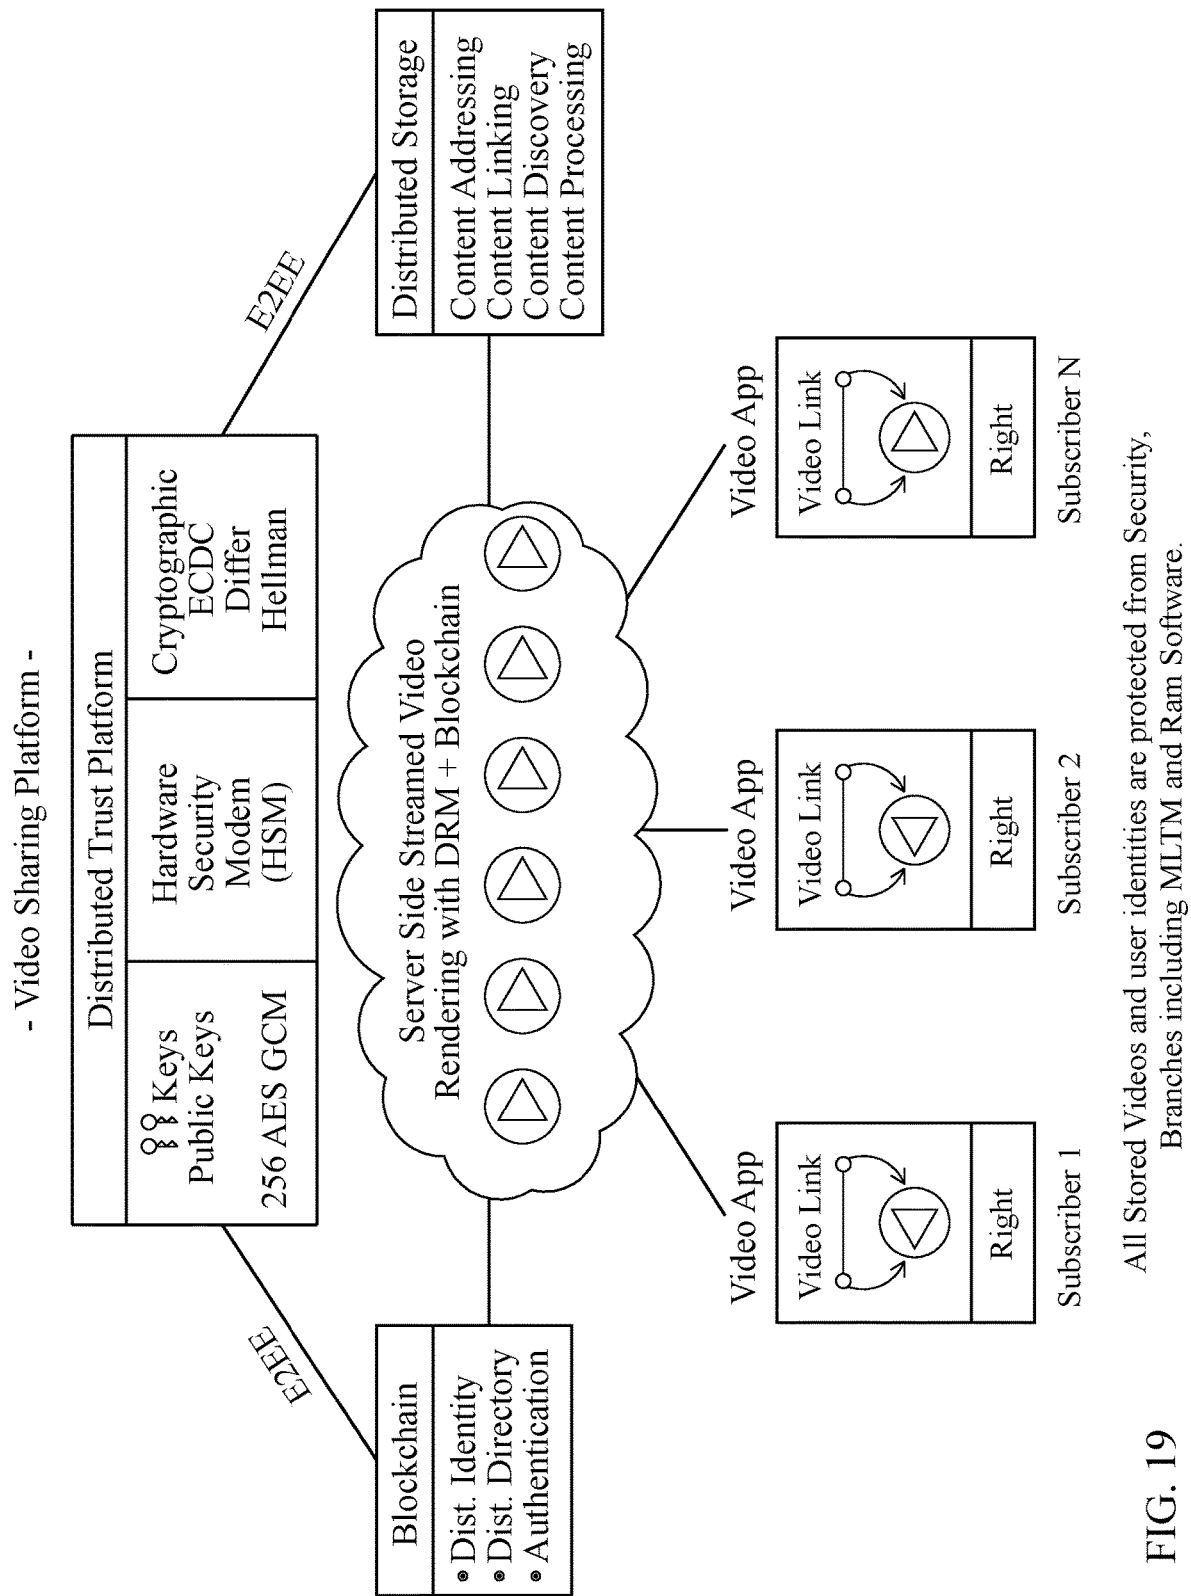 - Video Sharing Platform -
Distributed Trust Platform
Keys
Public Keys
256 AES GCM
Hardware
Security
Modem
(HSM)
Cryptographic
ECDC
Differ
Hellman
E2EE
E2EE
Blockchain
• Dist. Identity
• Dist. Directory
• Authentication
Server Side Streamed Video
Rendering with DRM + Blockchain
Distributed Storage
Content Addressing
Content Linking
Content Discovery
Content Processing
Video App
Video Link
Right
Subscriber 1
Video App
Video Link
Right
Subscriber 2
Video App
Video Link
Right
Subscriber N
All Stored Videos and user identities are protected from Security,
Branches including MLTM and Ram Software.
FIG. 19